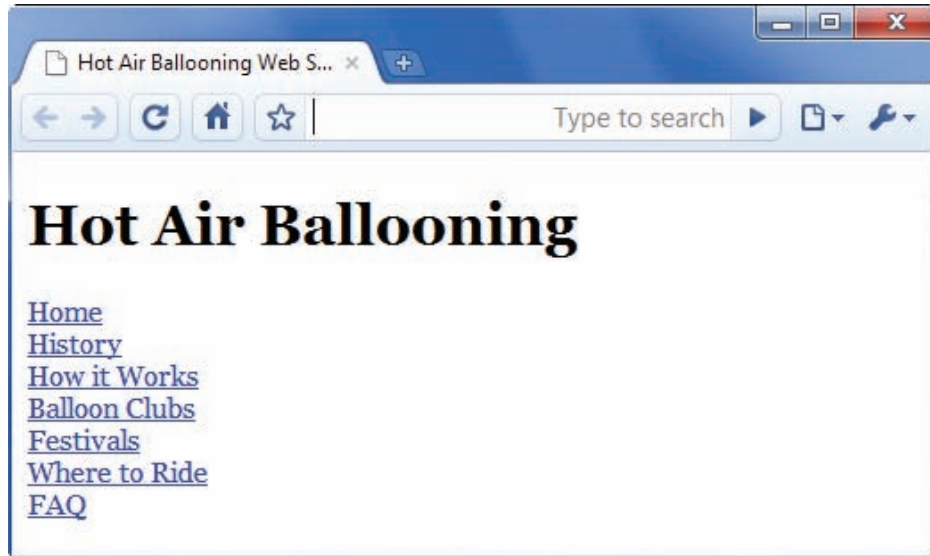 Hot Air Ballooning Web S...
Type to search
Hot Air Ballooning
Home
History
How it Works
Balloon Clubs
Festivals
Where to Ride
FAQ